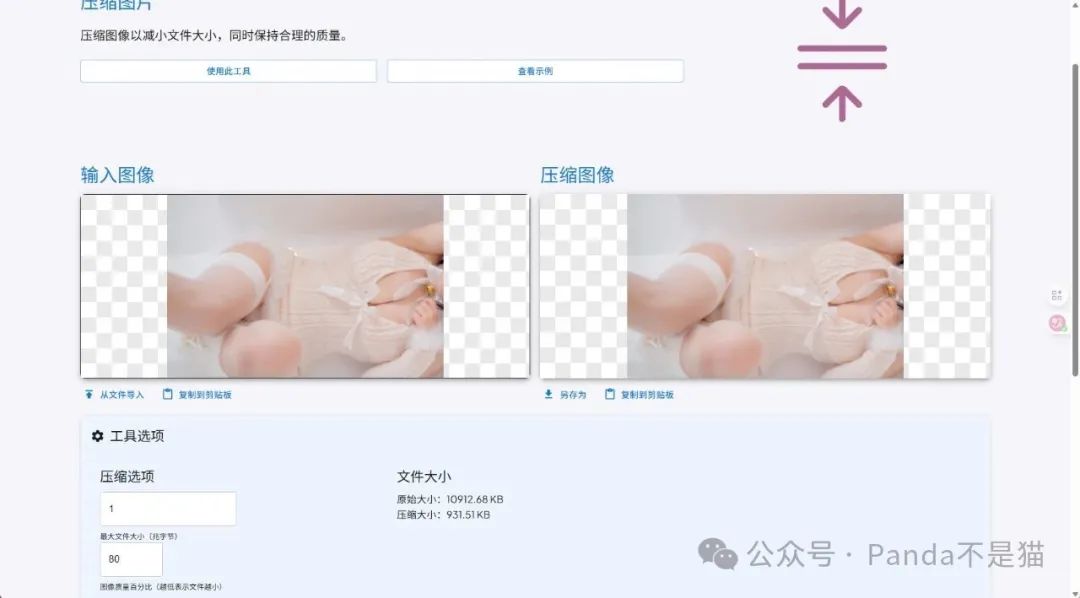 压缩图片
压缩图像以减小文件大小，同时保持合理的质量。
使用此工具
查看示例
输入图像
压缩图像
从文件导入
复制到剪贴板
另存为
复制到剪贴板
工具选项
压缩选项
1
最大文件大小（兆字节）
80
图像质量百分比（越低表示文件越小）
文件大小
原始大小：10912.68 KB
压缩大小：931.51 KB
公众号 · Panda不是猫